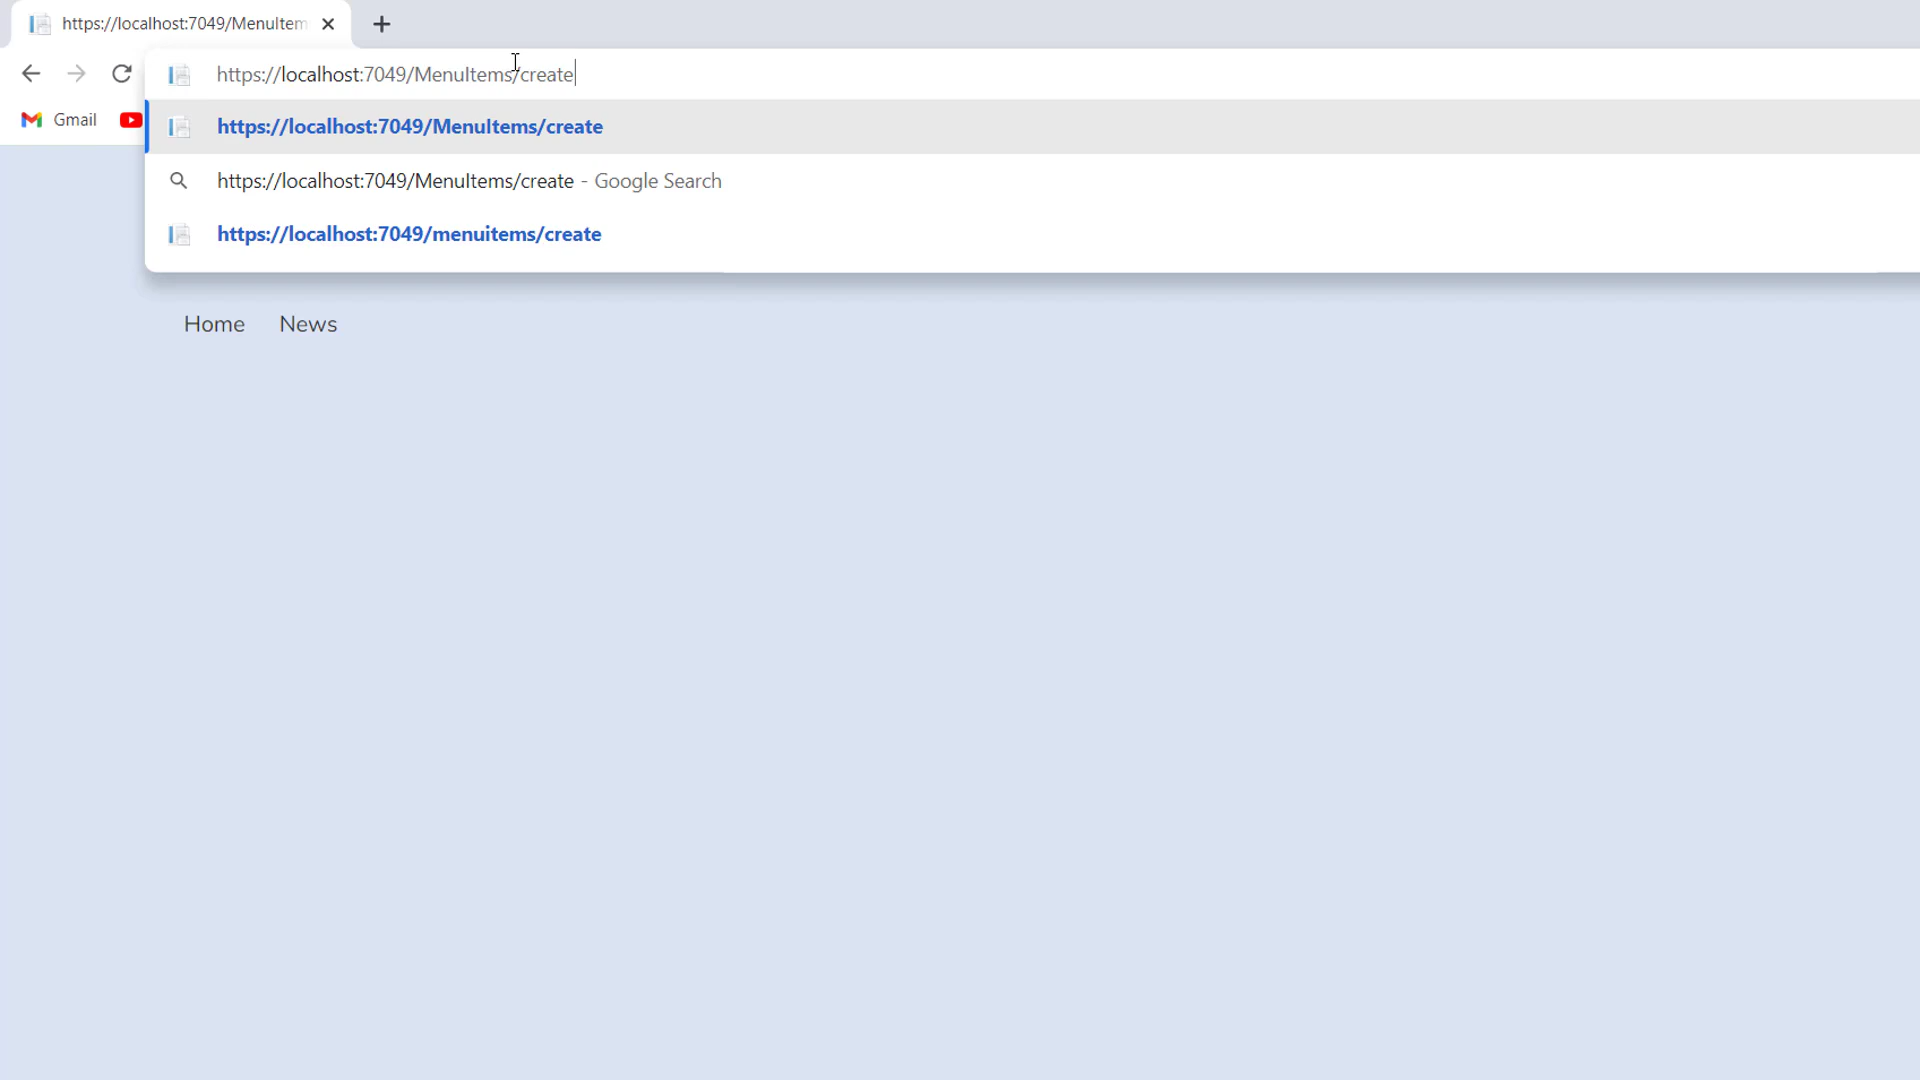 https://localhost:7049/MenuItem
https://localhost:7049/MenuItems/create
Gmail
https://localhost:7049/MenuItems/create
https://localhost:7049/MenuItems/create - Google Search
https://localhost:7049/menuitems/create
Home News